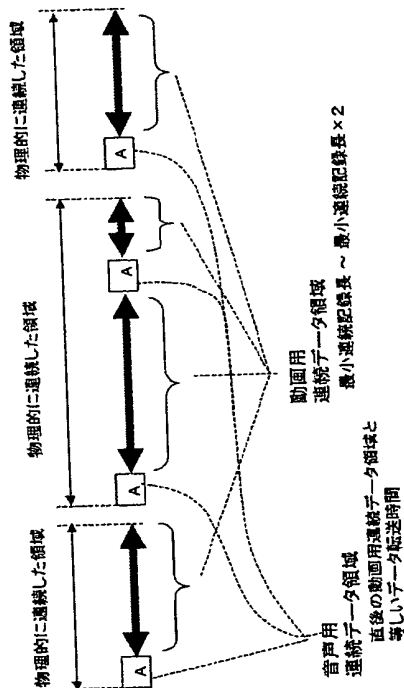 物理的に連続した領域
物理的に連続した領域
物理的に連続した領域
A
A
A
A
音声用
連続データ領域
直後の動画用連続データ領域と
等しいデータ転送時間
動画用
連続データ領域
最小連続記録長 ~ 最小連続記録長×2